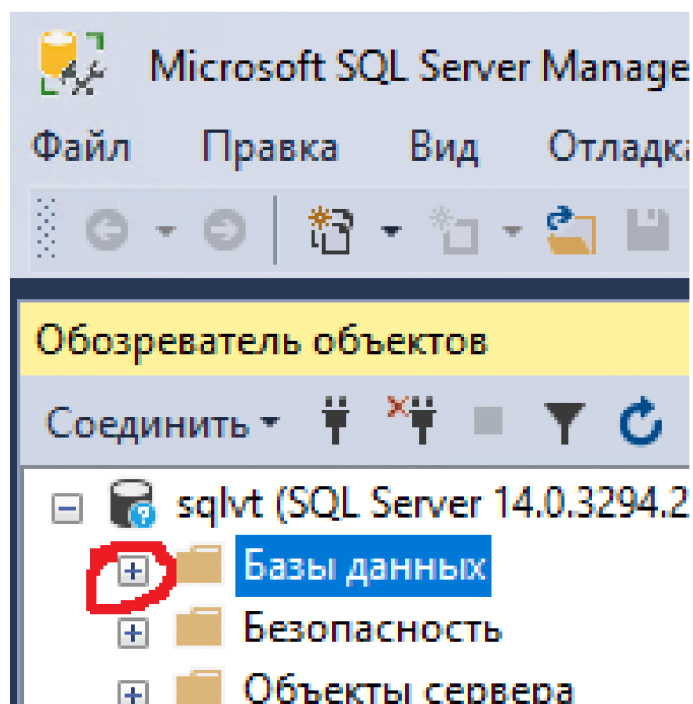 Microsoft SQL Server Manage
Файл Правка Вид Отладка
Обозреватель объектов
Соединить
sqlvt (SQL Server 14.0.3294.2
Базы данных
Безопасность
Объекты сервера